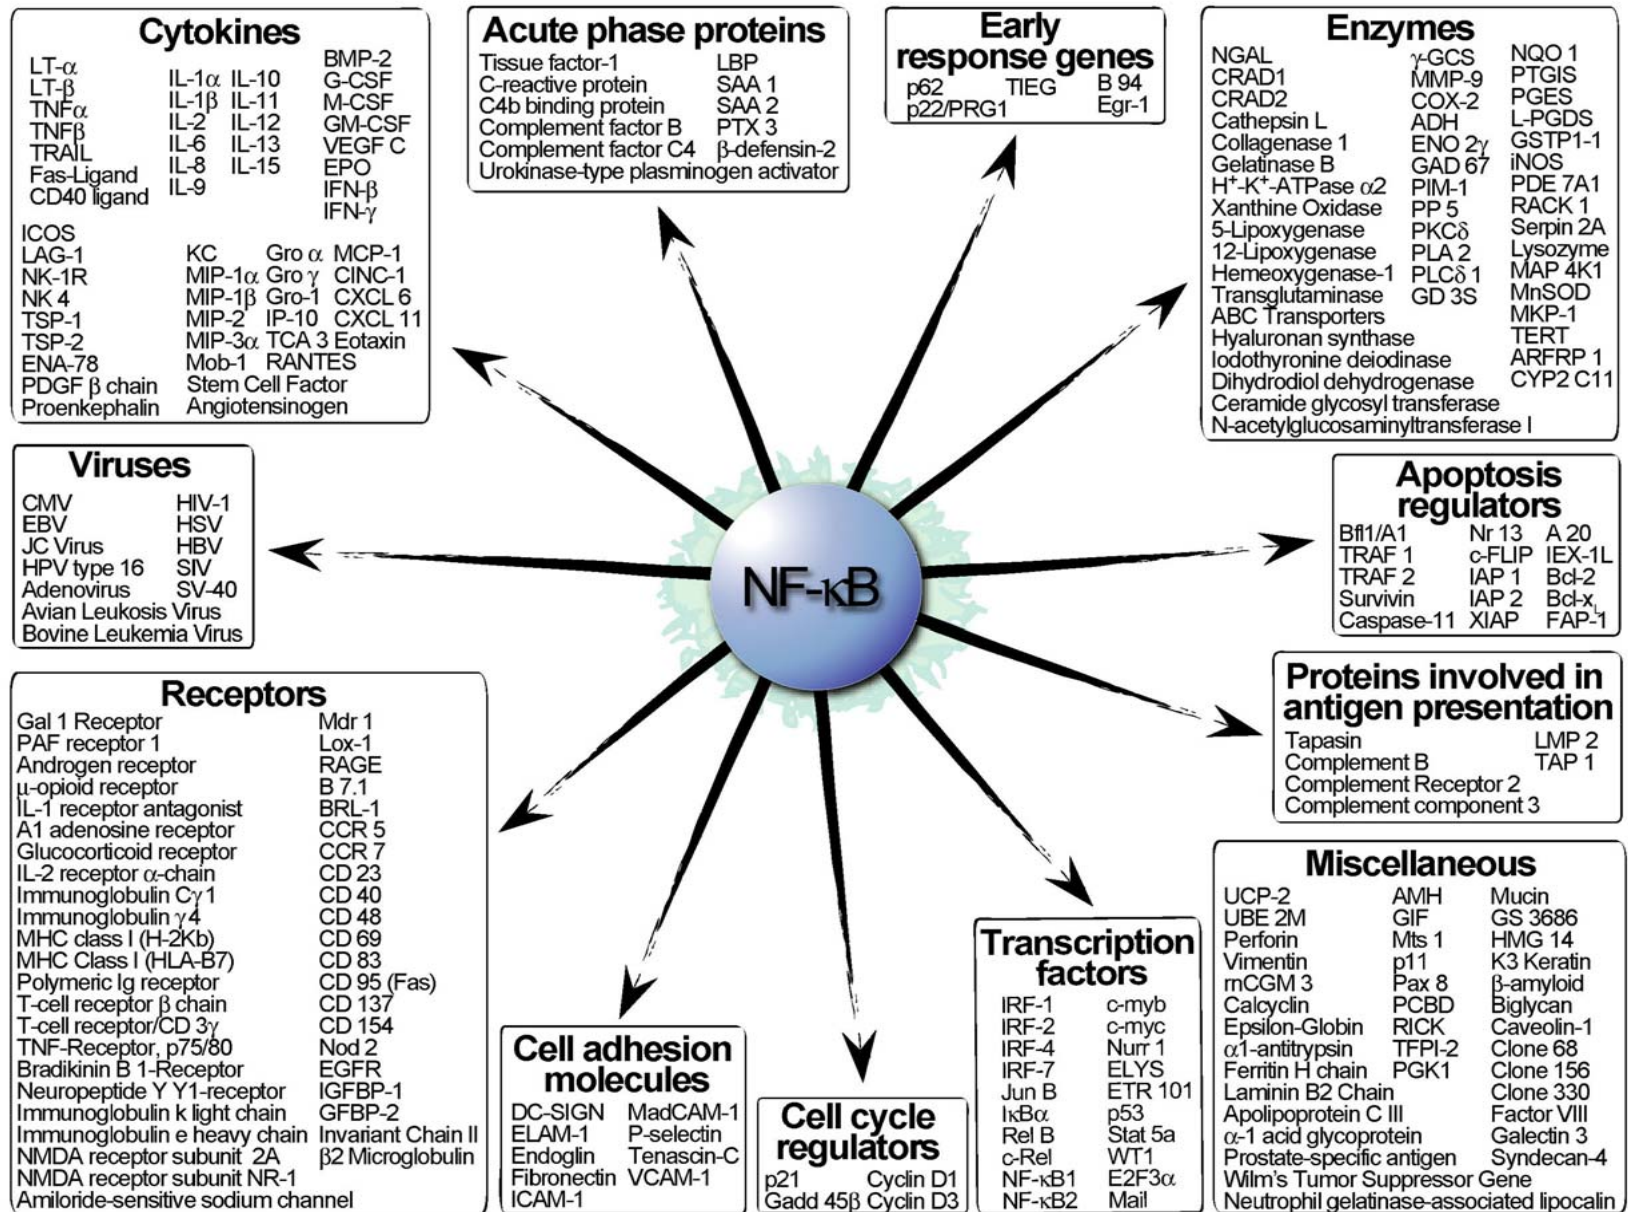 Cytokines
LT-α
LT-β
TNFα
TNFβ
TRAIL
Fas-Ligand
CD40 ligand
IL-1α IL-10
IL-1β IL-11
IL-2 IL-12
IL-6 IL-13
IL-8 IL-15
IL-9
BMP-2
G-CSF
M-CSF
GM-CSF
VEGF C
EPO
IFN-β
IFN-γ
ICOS
LAG-1
NK-1R
NK 4
TSP-1
TSP-2
ENA-78
PDGF β chain
Proenkephalin
KC Gro α MCP-1
MIP-1α Gro γ CINC-1
MIP-1β Gro-1 CXCL 6
MIP-2 IP-10 CXCL 11
MIP-3α TCA 3 Eotaxin
Mob-1 RANTES
Stem Cell Factor
Angiotensinogen
Acute phase proteins
Tissue factor-1 LBP
C-reactive protein SAA 1
C4b binding protein SAA 2
Complement factor B PTX 3
Complement factor C4 β-defensin-2
Urokinase-type plasminogen activator
Early
response genes
p62 TIEG B 94
p22/PRG1 Egr-1
Enzymes
NGAL
CRAD1
CRAD2
Cathepsin L
Collagenase 1
Gelatinase B
H+-K+-ATPase α2
Xanthine Oxidase
5-Lipoxygenase
12-Lipoxygenase
Hemeoxygenase-1
Transglutaminase
ABC Transporters
Hyaluronan synthase
Iodothyronine deiodinase
Dihydrodiol dehydrogenase
Ceramide glycosyl transferase
N-acetylglucosaminyltransferase I
γ-GCS
MMP-9
COX-2
ADH
ENO 2γ
GAD 67
PIM-1
PP 5
PKCδ
PLA 2
PLCδ 1
GD 3S
NQO 1
PTGIS
PGES
L-PGDS
GSTP1-1
iNOS
PDE 7A1
RACK 1
Serpin 2A
Lysozyme
MAP 4K1
MnSOD
MKP-1
TERT
ARFRP 1
CYP2 C11
Viruses
CMV HIV-1
EBV HSV
JC Virus HBV
HPV type 16 SIV
Adenovirus SV-40
Avian Leukosis Virus
Bovine Leukemia Virus
NF-κB
Apoptosis
regulators
Bfl1/A1 Nr 13 A 20
TRAF 1 c-FLIP IEX-1L
TRAF 2 IAP 1 Bcl-2
Survivin IAP 2 Bcl-xL
Caspase-11 XIAP FAP-1
Proteins involved in
antigen presentation
Tapasin LMP 2
Complement B TAP 1
Complement Receptor 2
Complement component 3
Receptors
Gal 1 Receptor Mdr 1
PAF receptor 1 Lox-1
Androgen receptor RAGE
μ-opioid receptor B 7.1
IL-1 receptor antagonist BRL-1
A1 adenosine receptor CCR 5
Glucocorticoid receptor CCR 7
IL-2 receptor α-chain CD 23
Immunoglobulin Cγ 1 CD 40
Immunoglobulin γ 4 CD 48
MHC class I (H-2Kb) CD 69
MHC Class I (HLA-B7) CD 83
Polymeric Ig receptor CD 95 (Fas)
T-cell receptor β chain CD 137
T-cell receptor/CD 3γ CD 154
TNF-Receptor, p75/80 Nod 2
Bradikinin B 1-Receptor EGFR
Neuropeptide Y Y1-receptor IGFBP-1
Immunoglobulin k light chain GFBP-2
Immunoglobulin e heavy chain Invariant Chain II
NMDA receptor subunit 2A β2 Microglobulin
NMDA receptor subunit NR-1
Amiloride-sensitive sodium channel
Cell adhesion
molecules
DC-SIGN MadCAM-1
ELAM-1 P-selectin
Endoglin Tenascin-C
Fibronectin VCAM-1
ICAM-1
Cell cycle
regulators
p21 Cyclin D1
Gadd 45β Cyclin D3
Transcription
factors
IRF-1 c-myb
IRF-2 c-myc
IRF-4 Nurr 1
IRF-7 ELYS
Jun B ETR 101
IκBα p53
Rel B Stat 5a
c-Rel WT1
NF-κB1 E2F3α
NF-κB2 Mail
Miscellaneous
UCP-2 AMH Mucin
UBE 2M GIF GS 3686
Perforin Mts 1 HMG 14
Vimentin p11 K3 Keratin
rnCGM 3 Pax 8 β-amyloid
Calcyclin PCBD Biglycan
Epsilon-Globin RICK Caveolin-1
α1-antitrypsin TFPI-2 Clone 68
Ferritin H chain PGK1 Clone 156
Laminin B2 Chain Clone 330
Apolipoprotein C III Factor VIII
α-1 acid glycoprotein Galectin 3
Prostate-specific antigen Syndecan-4
Wilm's Tumor Suppressor Gene
Neutrophil gelatinase-associated lipocalin